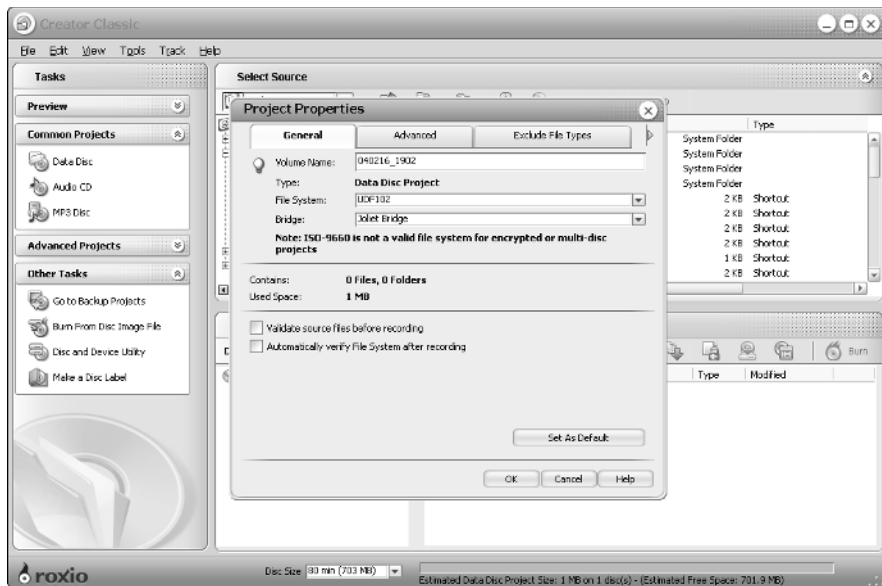 Creator Classic
File Edit View Tools Track Help
Tasks
Preview
Common Projects
Data Disc
Audio CD
MP3 Disc
Advanced Projects
Other Tasks
Go to Backup Projects
Burn From Disc Image File
Disc and Device Utility
Make a Disc Label
roxio
Select Source
Project Properties
General Advanced Exclude File Types
Volume Name: 040216_1902
Type: Data Disc Project
File System: UDF102
Bridge: Joliet Bridge
Note: ISO-9660 is not a valid file system for encrypted or multi-disc
projects
Contains: 0 Files, 0 Folders
Used Space: 1 MB
Validate source files before recording
Automatically verify File System after recording
Set As Default
OK Cancel Help
Type
System Folder
System Folder
System Folder
System Folder
2 KB Shortcut
2 KB Shortcut
2 KB Shortcut
2 KB Shortcut
1 KB Shortcut
2 KB Shortcut
Burn
Type Modified
Disc Size 80 min (703 MB)
Estimated Data Disc Project Size: 1 MB on 1 disc(s) - (Estimated Free Space: 701.9 MB)